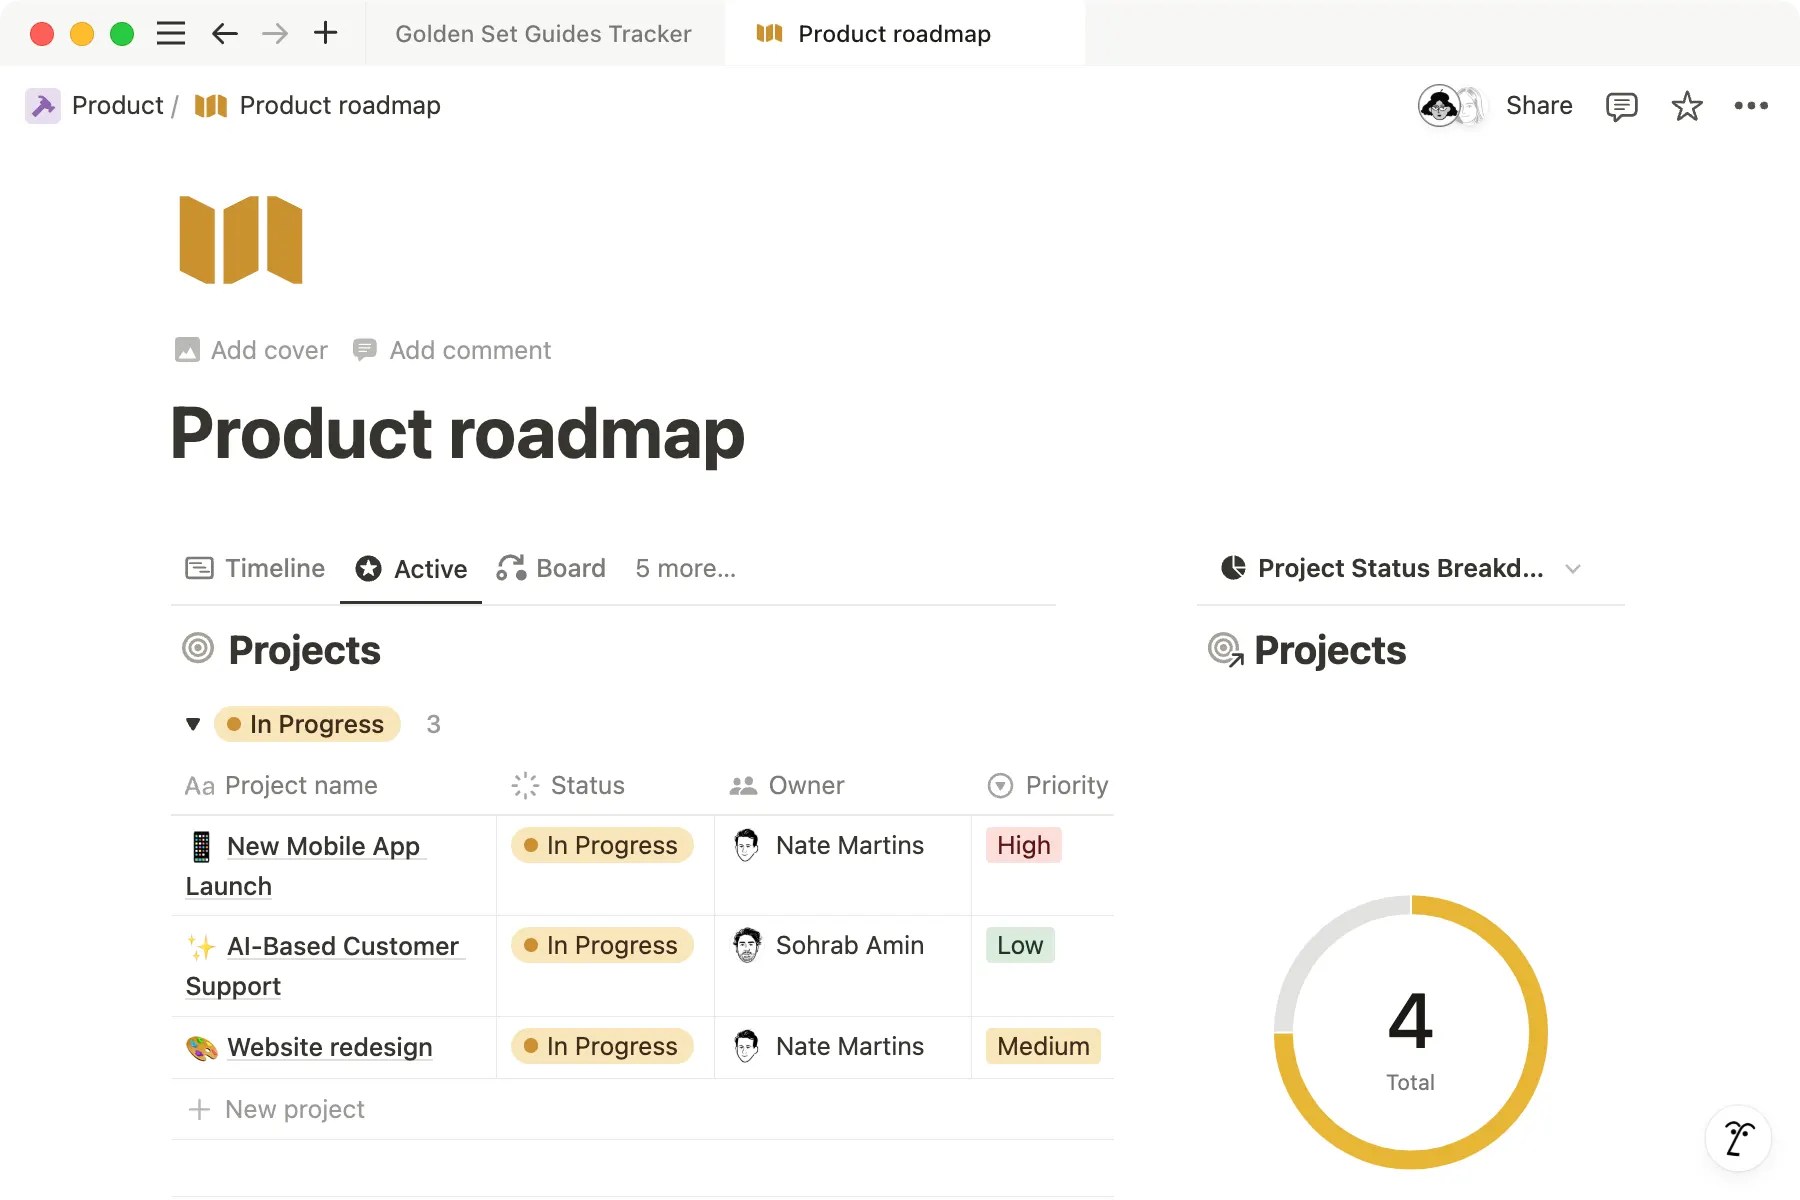 Golden Set Guides Tracker
Product roadmap
Product / Product roadmap
Share
Add cover
Add comment
Product roadmap
Timeline
Active
Board
5 more...
Project Status Breakd...
Projects
Projects
In Progress 3
Aa Project name
Status
Owner
Priority
New Mobile App
Launch
In Progress
Nate Martins
High
AI-Based Customer
Support
In Progress
Sohrab Amin
Low
Website redesign
In Progress
Nate Martins
Medium
New project
4
Total